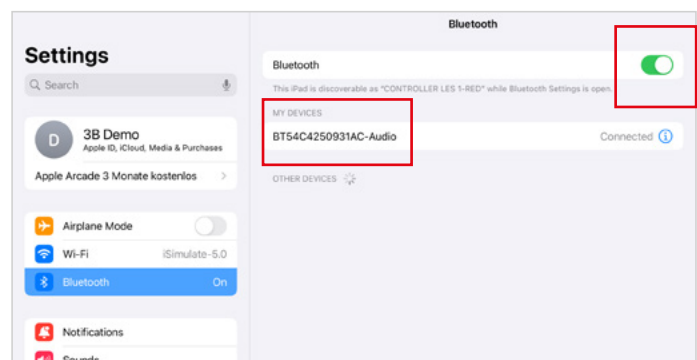 Bluetooth
Settings
Search
Bluetooth
This iPad is discoverable as "CONTROLLER LES 1-RED" while Bluetooth Settings is open.
MY DEVICES
BT54C4250931AC-Audio
Connected
OTHER DEVICES
D
3B Demo
Apple ID, iCloud, Media & Purchases
Apple Arcade 3 Monate kostenlos
Airplane Mode
Wi-Fi
iSimulate-5.0
Bluetooth
On
Notifications
Sounds